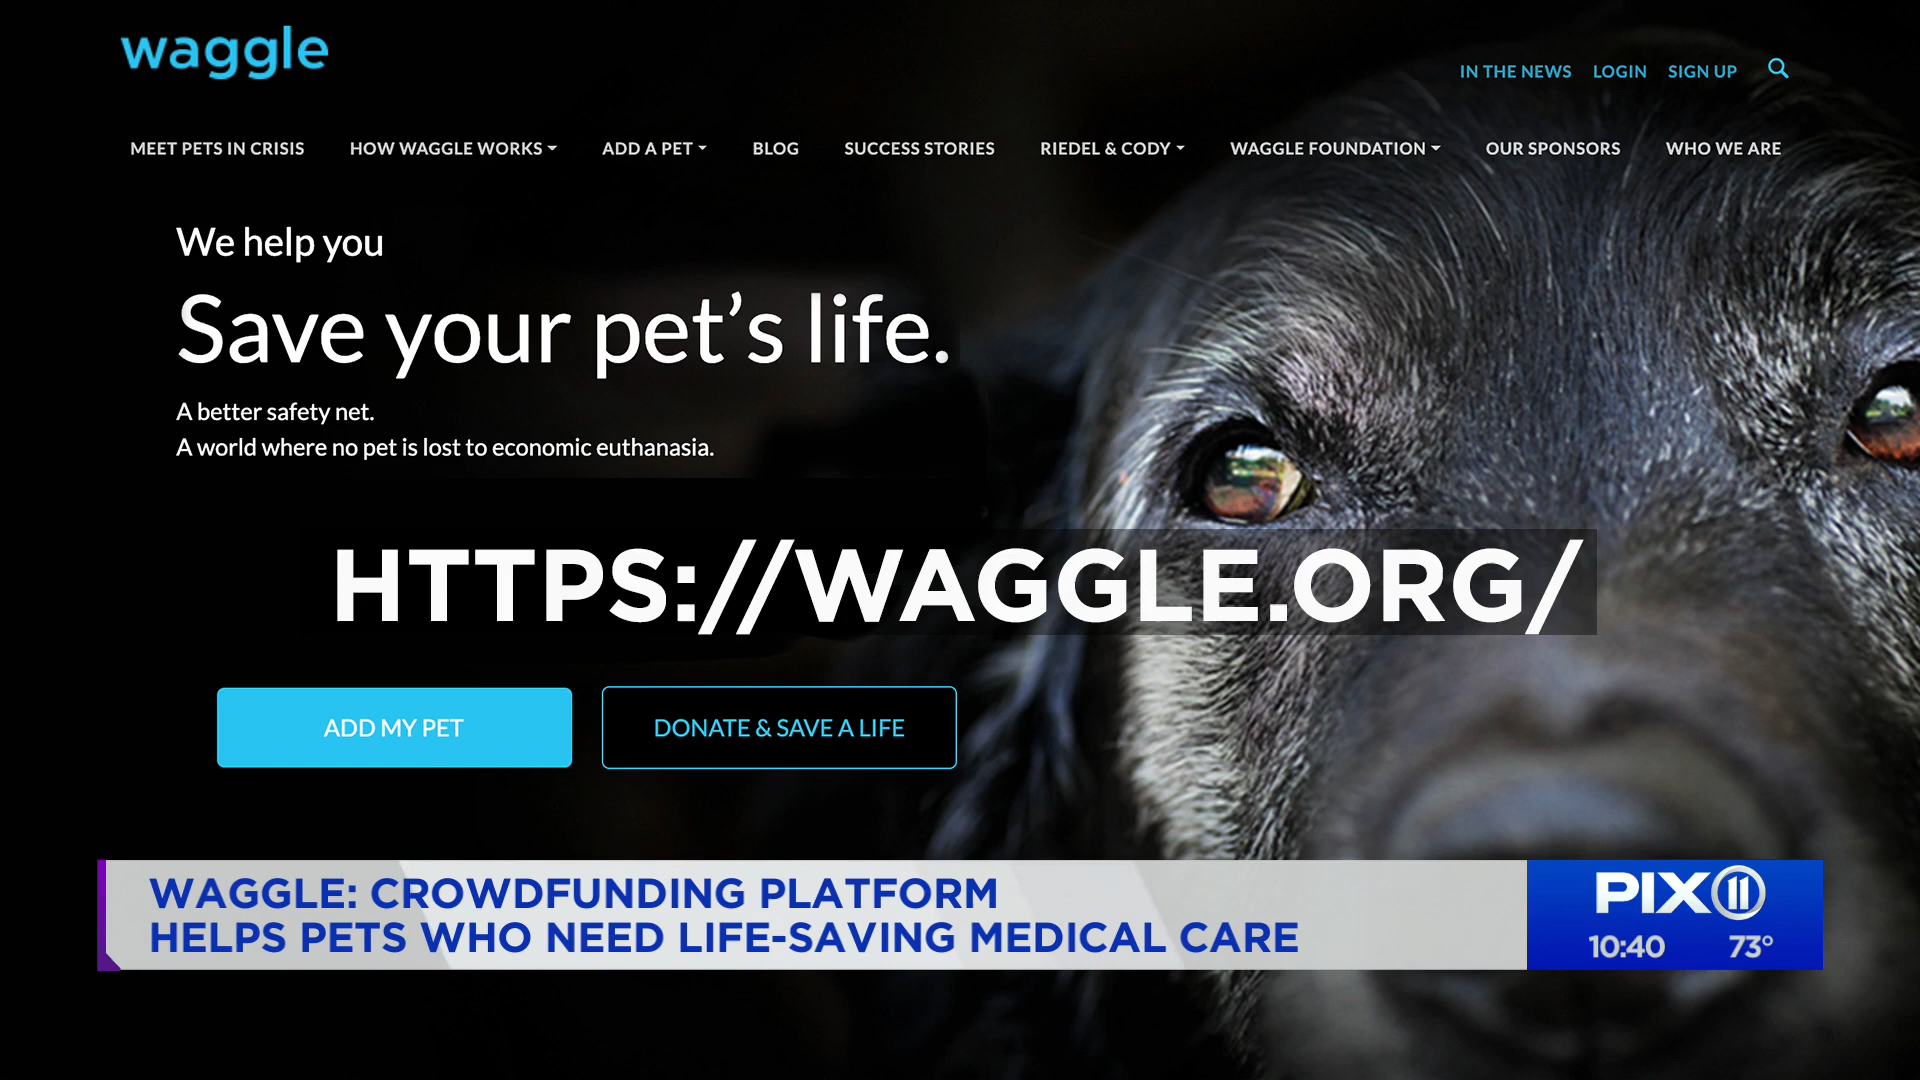 waggle
IN THE NEWS LOGIN SIGN UP
MEET PETS IN CRISIS HOW WAGGLE WORKS ADD A PET BLOG SUCCESS STORIES RIEDEL & CODY WAGGLE FOUNDATION OUR SPONSORS WHO WE ARE
We help you
Save your pet’s life.
A better safety net.
A world where no pet is lost to economic euthanasia.
HTTPS://WAGGLE.ORG/
ADD MY PET DONATE & SAVE A LIFE
WAGGLE: CROWDFUNDING PLATFORM
HELPS PETS WHO NEED LIFE-SAVING MEDICAL CARE
PIX 11
10:40 73°